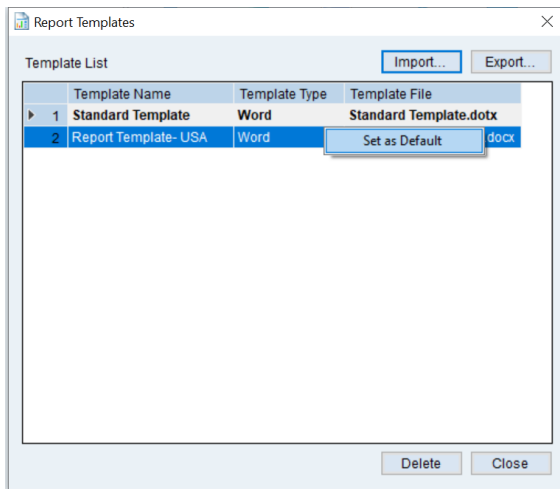 Report Templates
Template List Import... Export...
Template Name Template Type Template File
1 Standard Template Word Standard Template.dotx
2 Report Template- USA Word docx
Set as Default
Delete Close